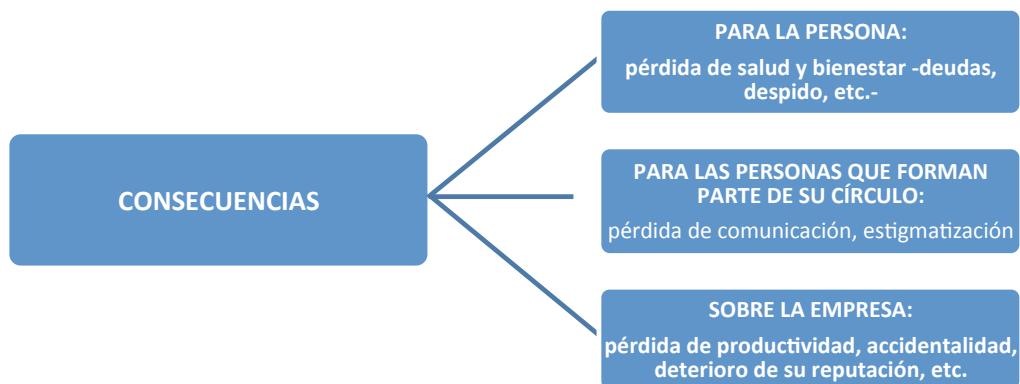 CONSECUENCIAS
PARA LA PERSONA:
pérdida de salud y bienestar -deudas,
despido, etc.-
PARA LAS PERSONAS QUE FORMAN
PARTE DE SU CÍRCULO:
pérdida de comunicación, estigmatización
SOBRE LA EMPRESA:
pérdida de productividad, accidentalidad,
deterioro de su reputación, etc.